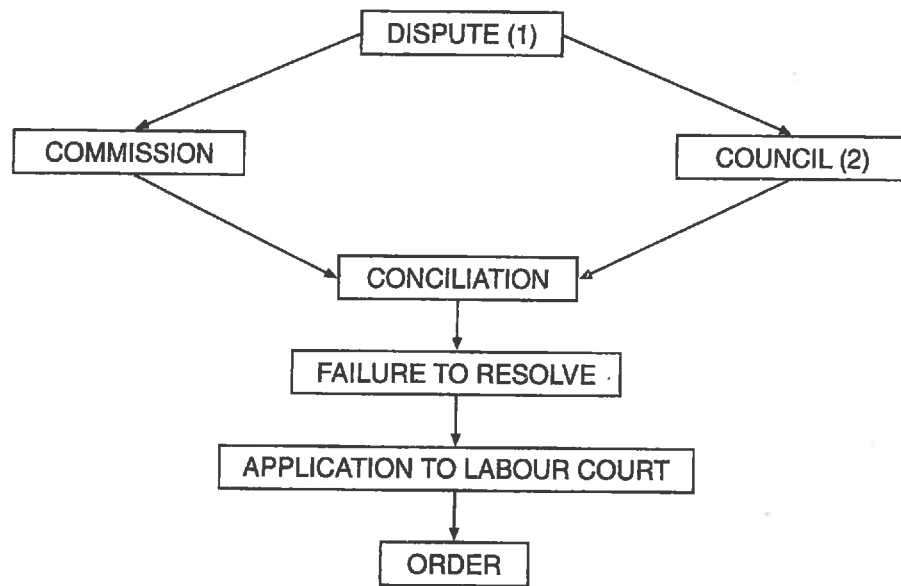 DISPUTE (1)
COMMISSION
COUNCIL (2)
CONCILIATION
FAILURE TO RESOLVE
APPLICATION TO LABOUR COURT
ORDER